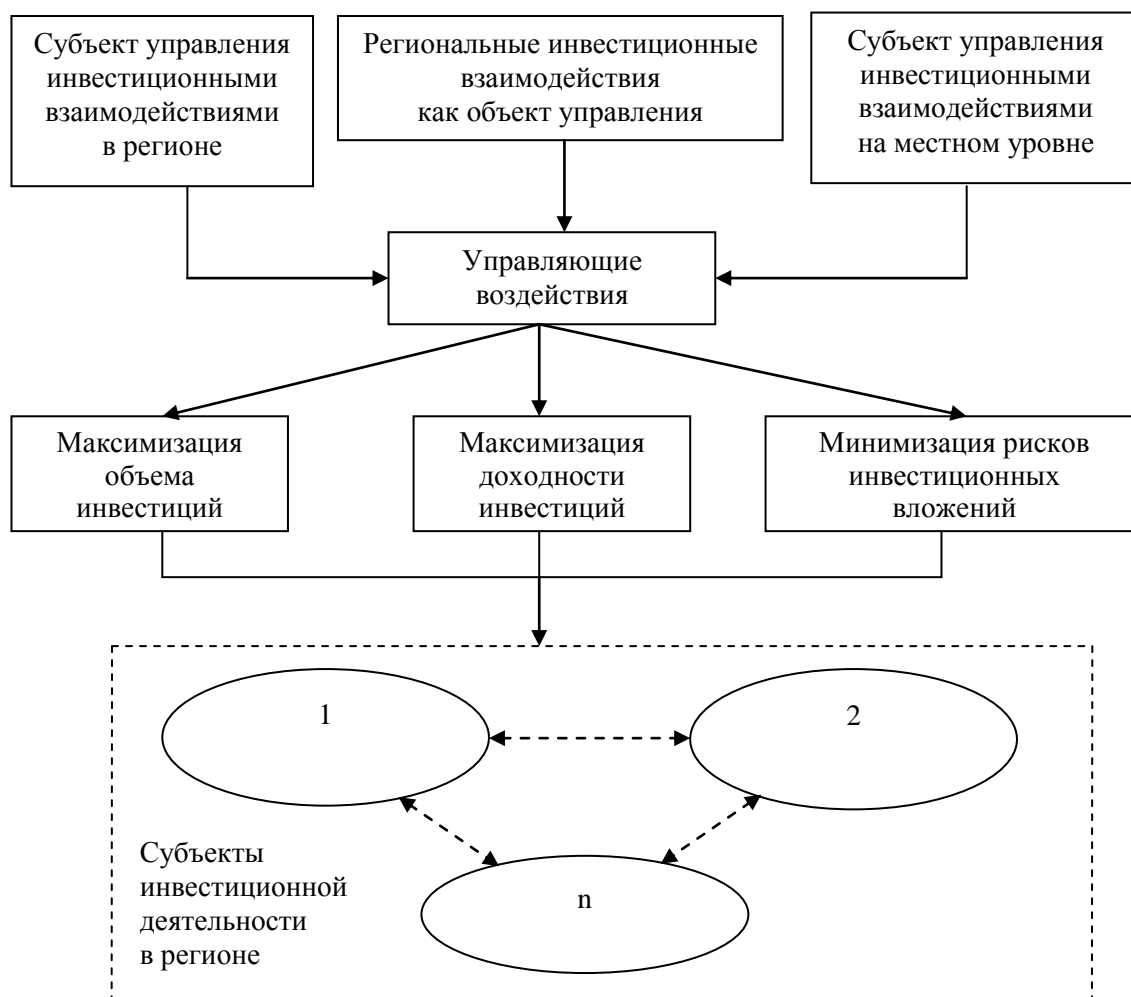 Субъект управления
инвестиционными
взаимодействиями
в регионе
Региональные инвестиционные
взаимодействия
как объект управления
Субъект управления
инвестиционными
взаимодействиями
на местном уровне
Управляющие
воздействия
Максимизация
объема
инвестиций
Максимизация
доходности
инвестиций
Минимизация рисков
инвестиционных
вложений
1
2
Субъекты
инвестиционной
деятельности
в регионе
n